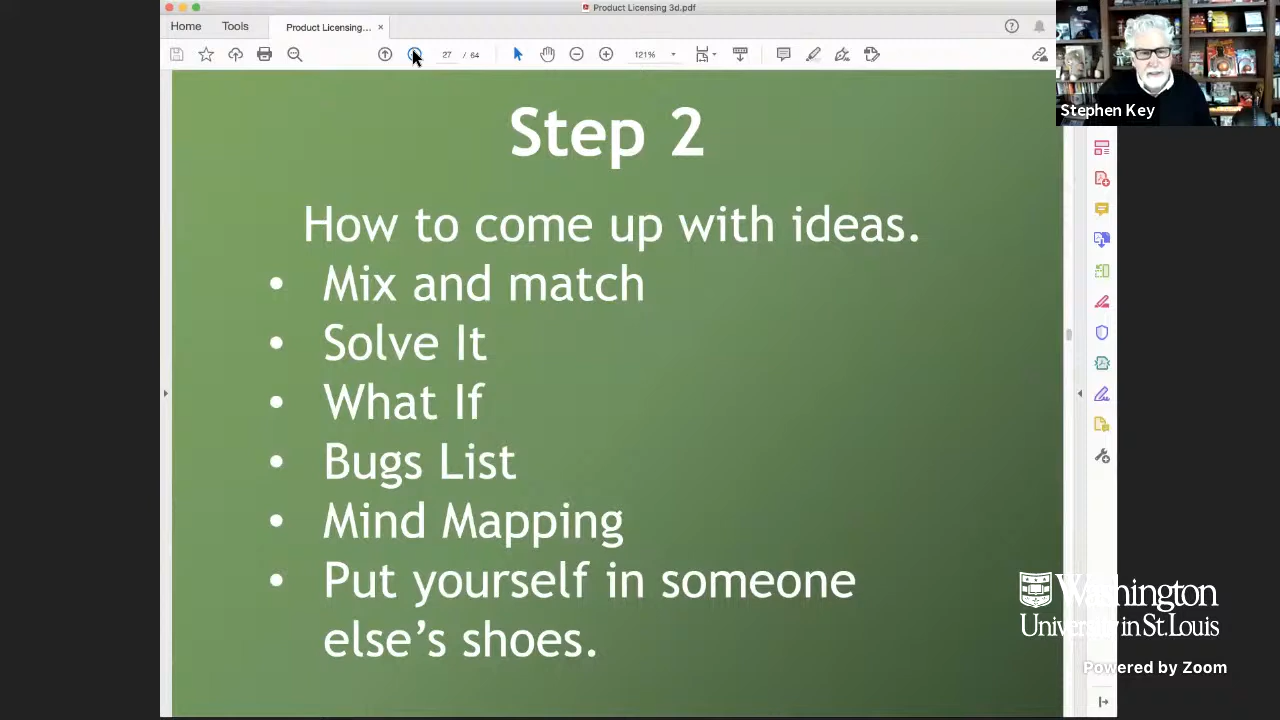 Product Licensing 3d.pdf
Home
Tools
Product Licensing...
27 / 64
121%
Stephen Key
Step 2
How to come up with ideas.
• Mix and match
• Solve It
• What If
• Bugs List
• Mind Mapping
• Put yourself in someone
else's shoes.
Washington
University in St. Louis
Powered by Zoom